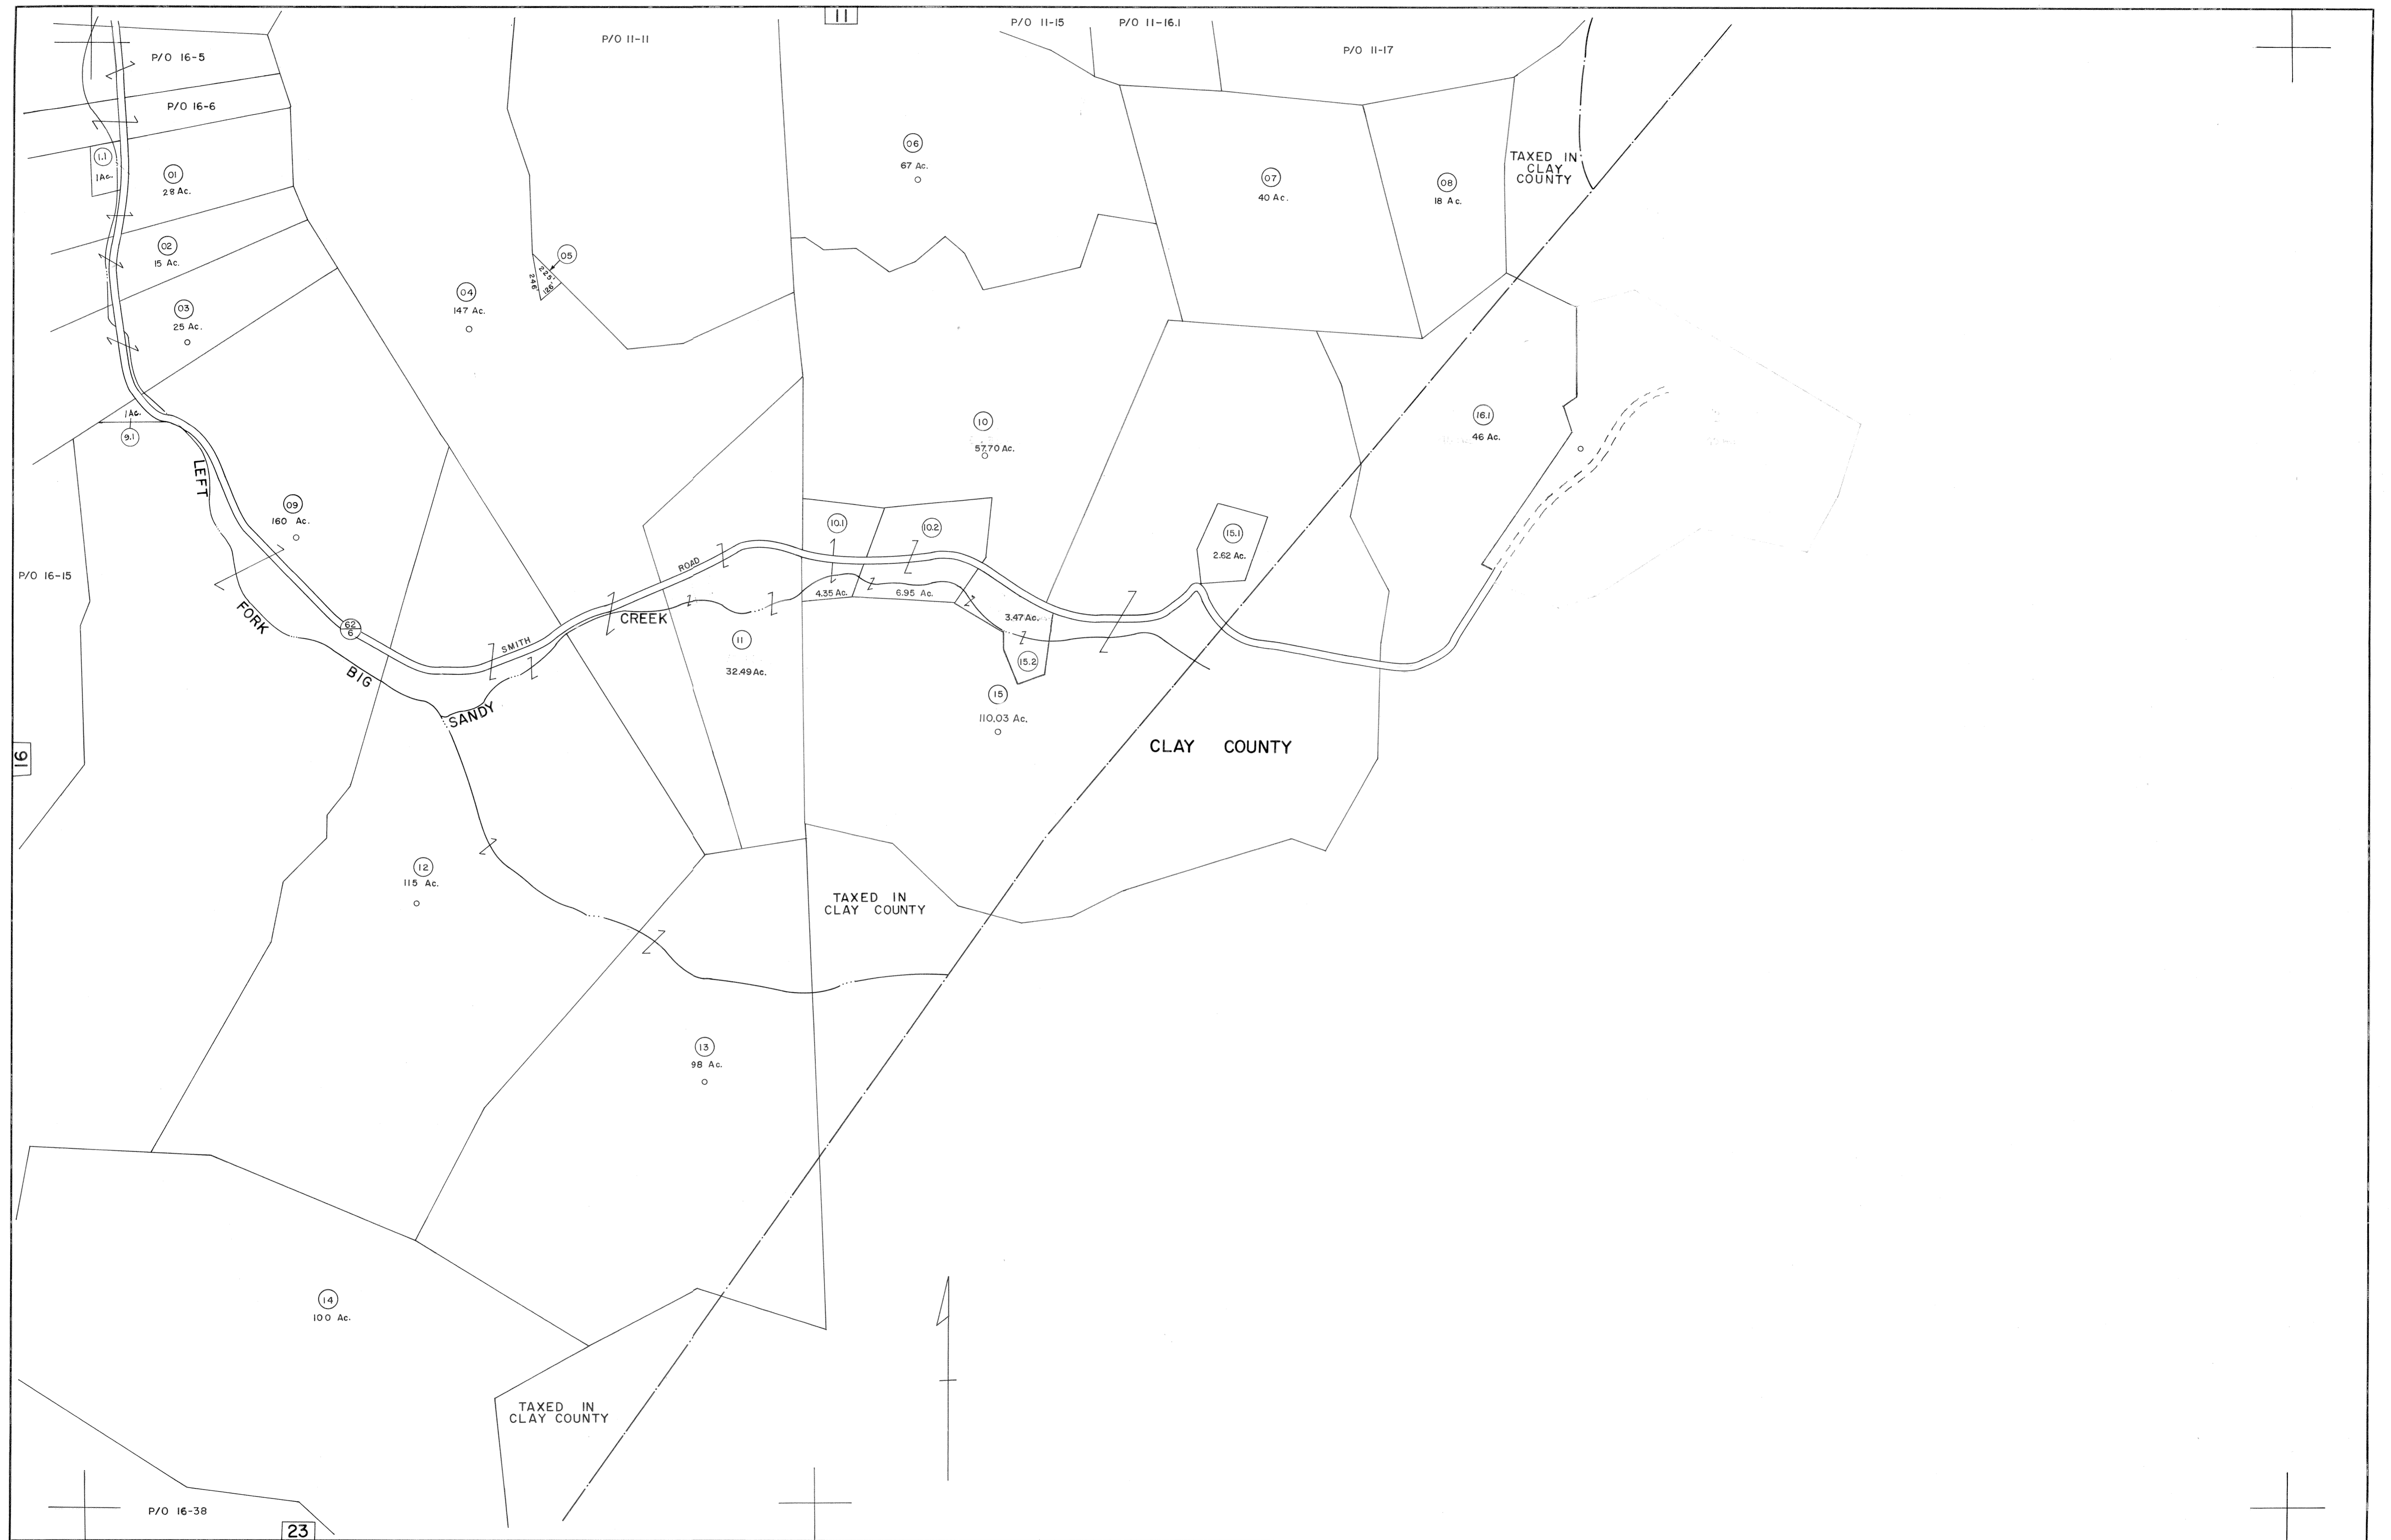 11
P/O 16-5
P/O 11-11
P/O 11-15
P/O 11-16.1
P/O 11-17
P/O 16-6
1.1
1Ac.
01
28 Ac.
06
67 Ac.
07
40 Ac.
08
18 Ac.
TAXED IN
CLAY
COUNTY
02
15 Ac.
05
225'
246'
126'
03
25 Ac.
04
147 Ac.
1Ac.
9.1
10
57.70 Ac.
16.1
46 Ac.
LEFT
09
160 Ac.
10.1
10.2
15.1
2.62 Ac.
P/O 16-15
ROAD
4.35 Ac.
6.95 Ac.
FORK
62
6
SMITH
CREEK
3.47 Ac.
11
32.49 Ac.
15.2
BIG
SANDY
15
110.03 Ac.
CLAY COUNTY
16
12
115 Ac.
TAXED IN
CLAY COUNTY
13
98 Ac.
14
100 Ac.
TAXED IN
CLAY COUNTY
P/O 16-38
23